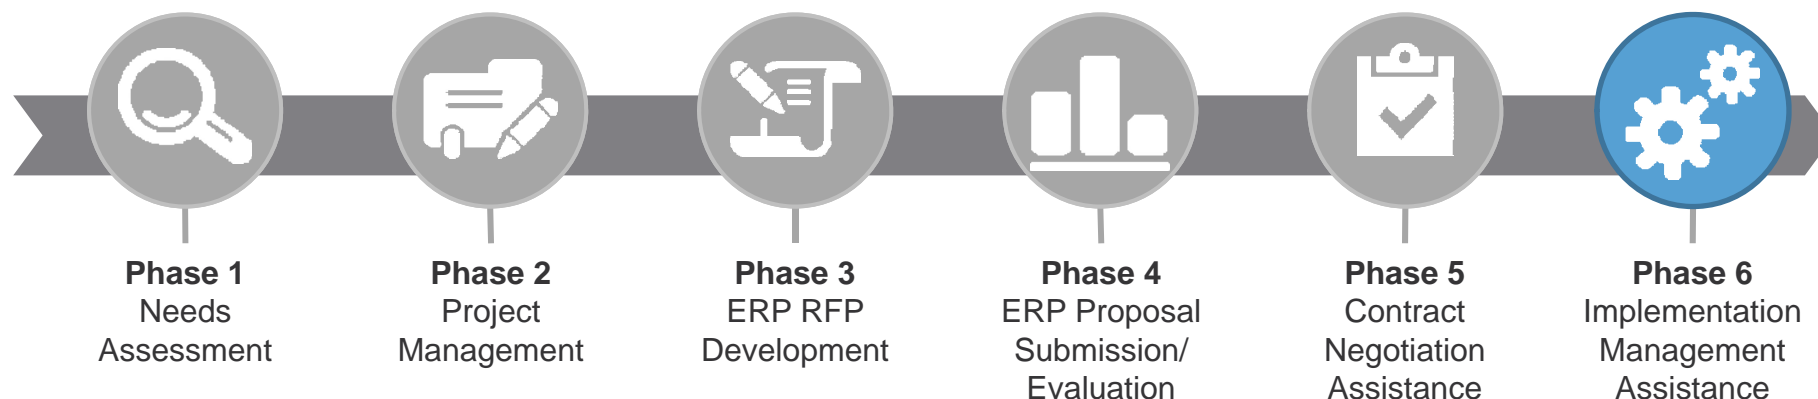 Phase 1
Needs
Assessment
Phase 2
Project
Management
Phase 3
ERP RFP
Development
Phase 4
ERP Proposal
Submission/
Evaluation
Phase 5
Contract
Negotiation
Assistance
Phase 6
Implementation
Management
Assistance